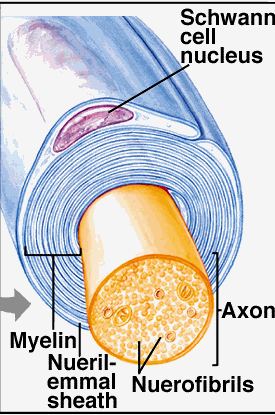 Schwann
cell
nucleus
Axon
Myelin
Nueril-
emmal
sheath
Nuerofibrils